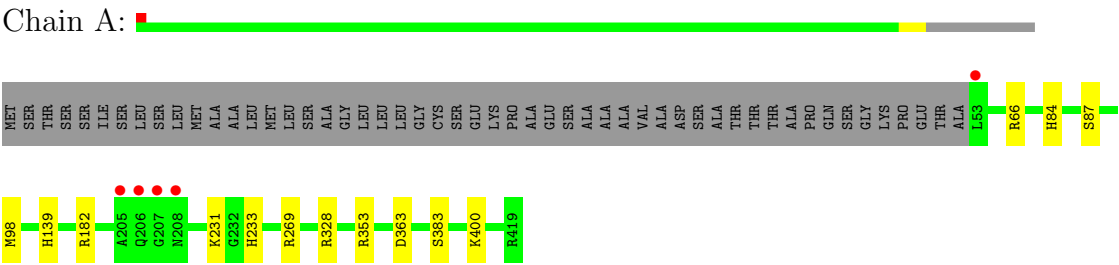 Chain A:
MET SER THR SER SER ILE SER LEU SER LEU MET ALA ALA LEU MET LEU SER ALA GLY LEU LEU LEU GLY CYS SER GLU LYS PRO ALA GLU SER ALA ALA ALA VAL ALA ASP SER ALA THR THR THR ALA PRO GLN SER GLY LYS PRO GLU THR ALA L53 R66 H84 S87
M98 H139 R182 A205 Q206 G207 N208 K231 G232 H233 R269 R328 R353 D363 S383 K400 R419